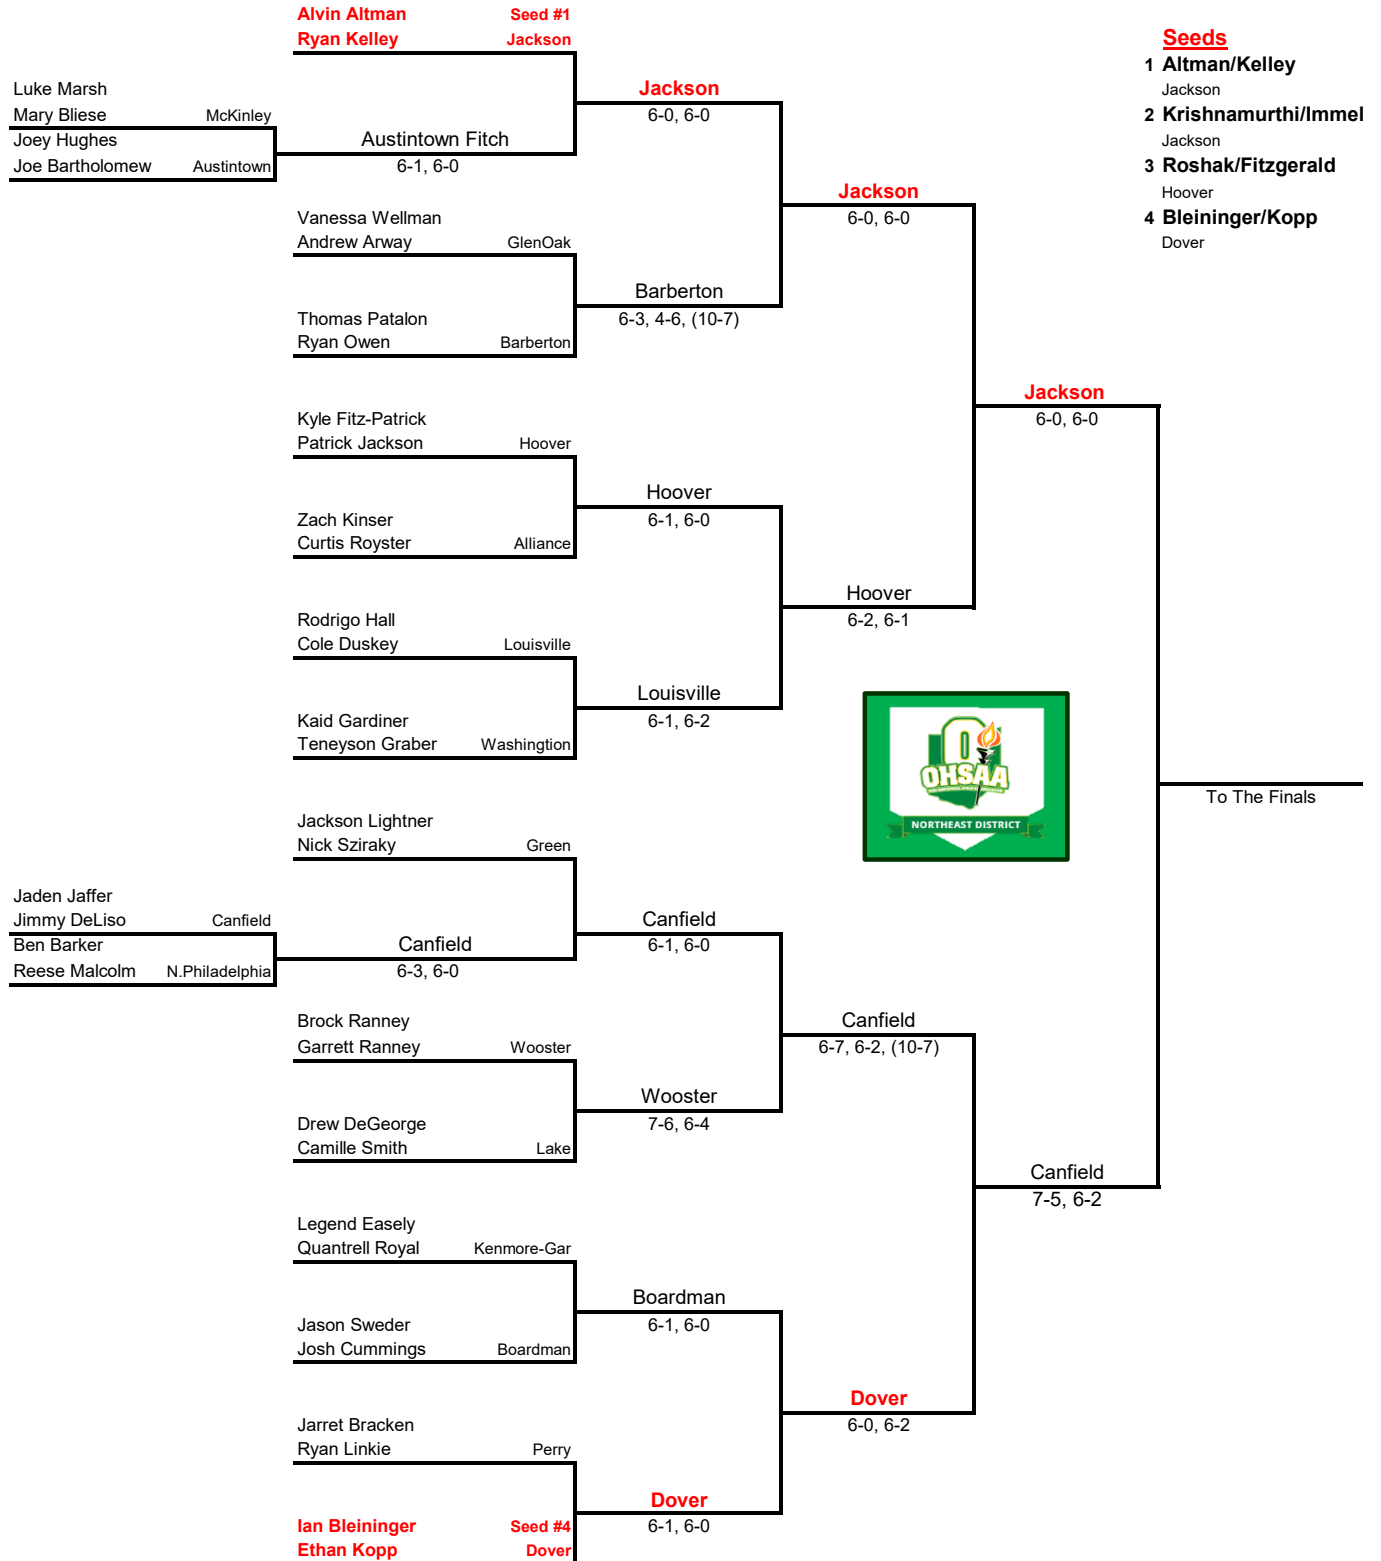 Alvin Altman Seed #1
Ryan Kelley Jackson
Seeds
1 Altman/Kelley
Jackson
2 Krishnamurthi/Immel
Jackson
3 Roshak/Fitzgerald
Hoover
4 Bleininger/Kopp
Dover
Luke Marsh
Mary Bliese McKinley
Joey Hughes
Joe Bartholomew Austintown
Austintown Fitch
6-1, 6-0
Jackson
6-0, 6-0
Vanessa Wellman
Andrew Arway GlenOak
Thomas Patalon
Ryan Owen Barberton
Barberton
6-3, 4-6, (10-7)
Jackson
6-0, 6-0
Kyle Fitz-Patrick
Patrick Jackson Hoover
Zach Kinser
Curtis Royster Alliance
Hoover
6-1, 6-0
Rodrigo Hall
Cole Duskey Louisville
Kaid Gardiner
Teneyson Graber Washingtion
Louisville
6-1, 6-2
Hoover
6-2, 6-1
Jackson
6-0, 6-0
OHSAA
NORTHEAST DISTRICT
To The Finals
Jackson Lightner
Nick Sziraky Green
Jaden Jaffer
Jimmy DeLiso Canfield
Ben Barker
Reese Malcolm N.Philadelphia
Canfield
6-3, 6-0
Canfield
6-1, 6-0
Brock Ranney
Garrett Ranney Wooster
Drew DeGeorge
Camille Smith Lake
Wooster
7-6, 6-4
Canfield
6-7, 6-2, (10-7)
Canfield
7-5, 6-2
Legend Easely
Quantrell Royal Kenmore-Gar
Jason Sweder
Josh Cummings Boardman
Boardman
6-1, 6-0
Dover
6-0, 6-2
Jarret Bracken
Ryan Linkie Perry
Dover
6-1, 6-0
Ian Bleininger Seed #4
Ethan Kopp Dover